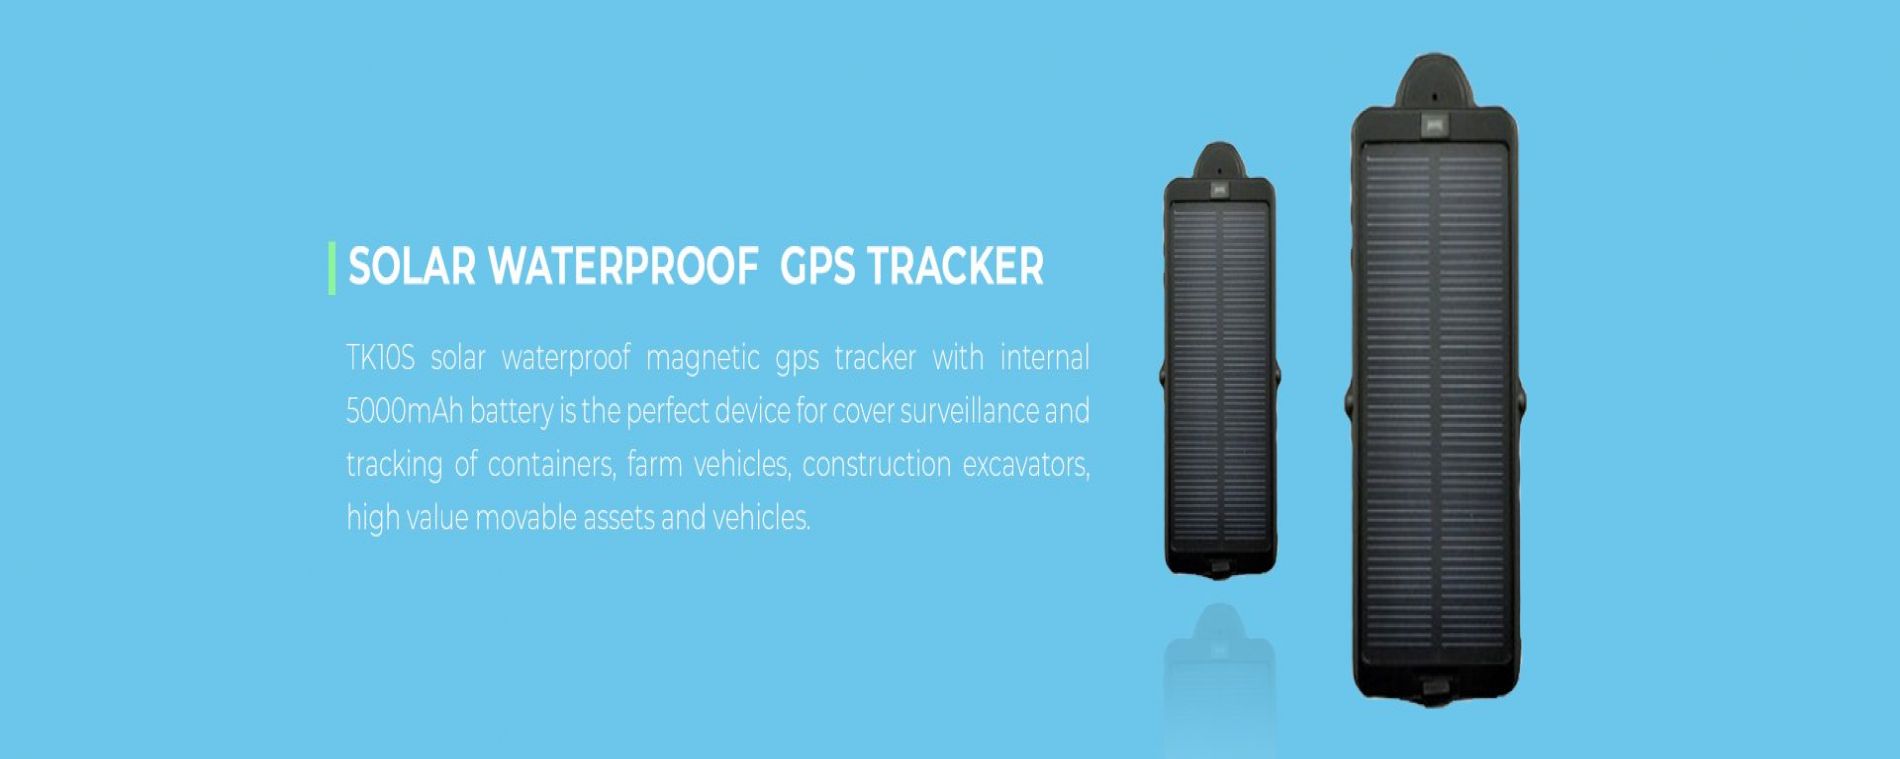 SOLAR WATERPROOF GPS TRACKER
TK10S solar waterproof magnetic gps tracker with internal
5000mAh battery is the perfect device for cover surveillance and
tracking of containers, farm vehicles, construction excavators,
high value movable assets and vehicles.